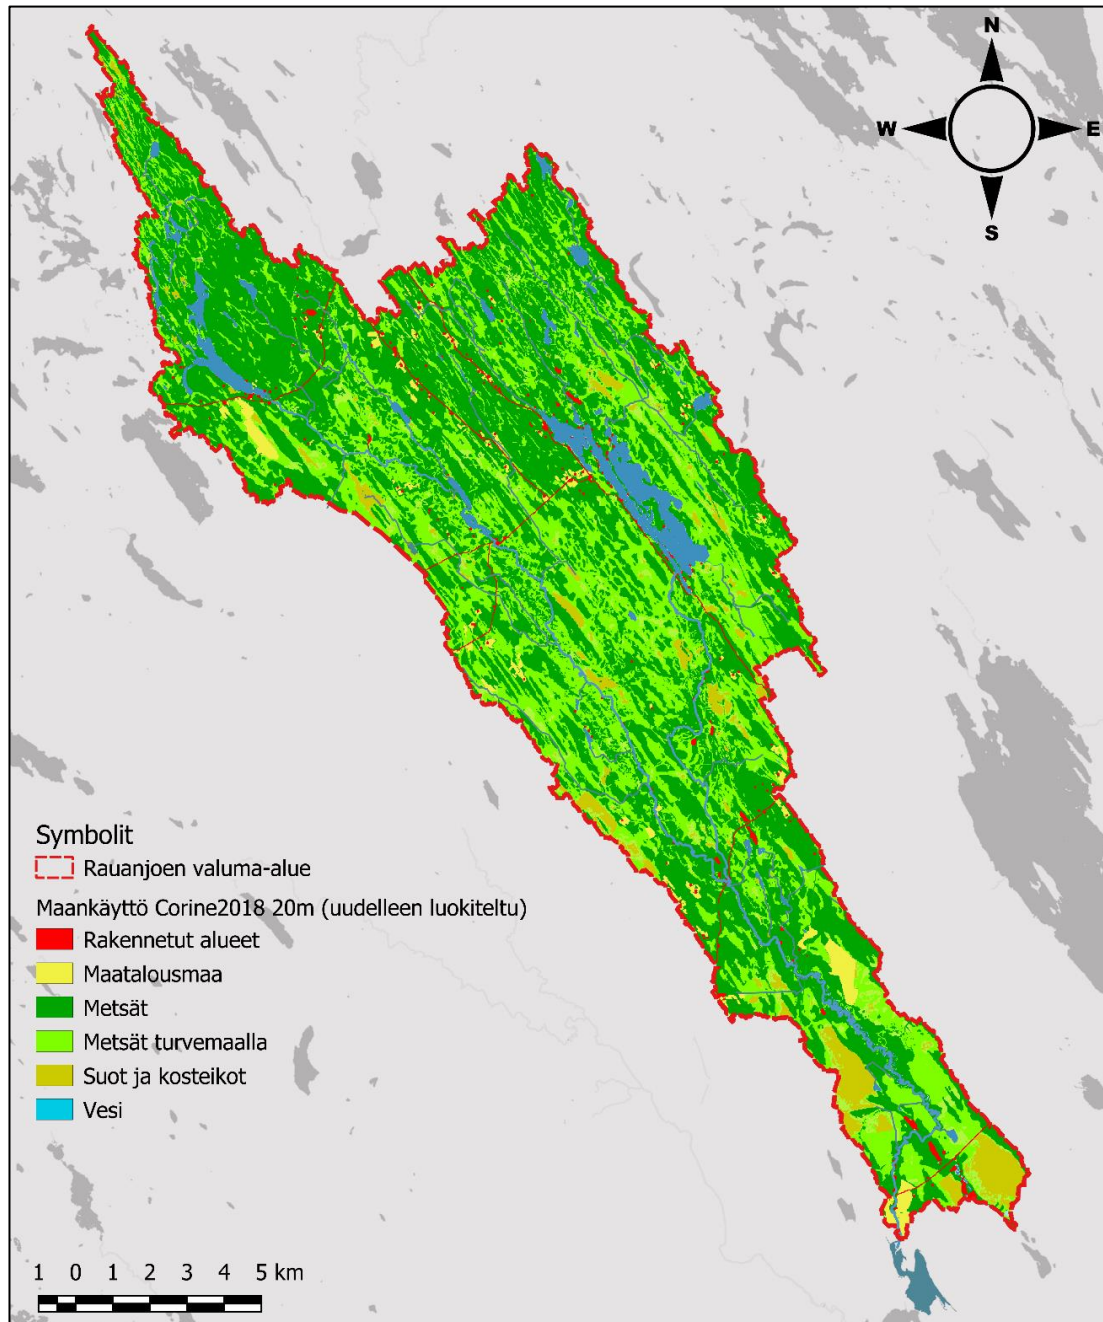 N
W E
S
Symbolit
Rauanjoen valuma-alue
Maankäyttö Corine2018 20m (uudelleen luokiteltu)
Rakennetut alueet
Maatalousmaa
Metsät
Metsät turvemaalla
Suot ja kosteikot
Vesi
1 0 1 2 3 4 5 km